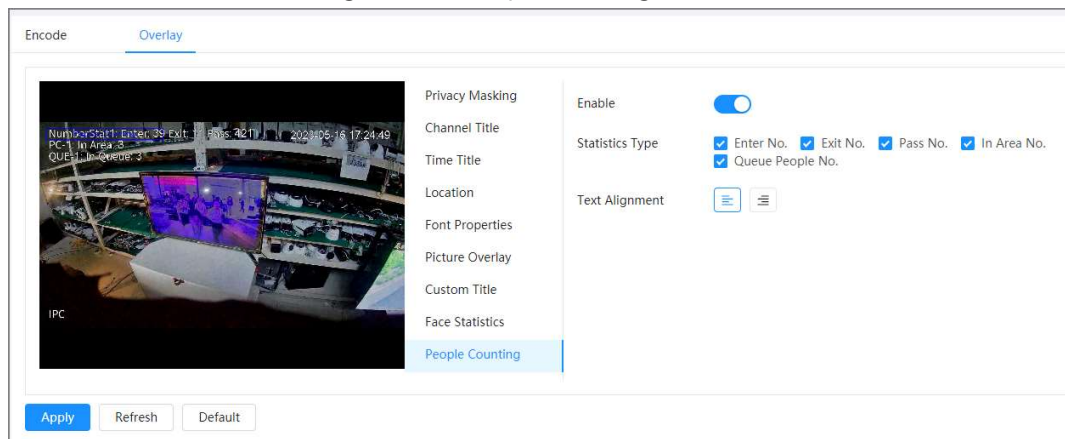 Encode Overlay
NumberStat1: Enter: 39 Exit: Pass: 421 2023-05-16 17:24:49
PC-1: In Area: 3
QUE-1: In Queue: 3
IPC
Privacy Masking
Channel Title
Time Title
Location
Font Properties
Picture Overlay
Custom Title
Face Statistics
People Counting
Enable
Statistics Type Enter No. Exit No. Pass No. In Area No.
Queue People No.
Text Alignment
Apply Refresh Default